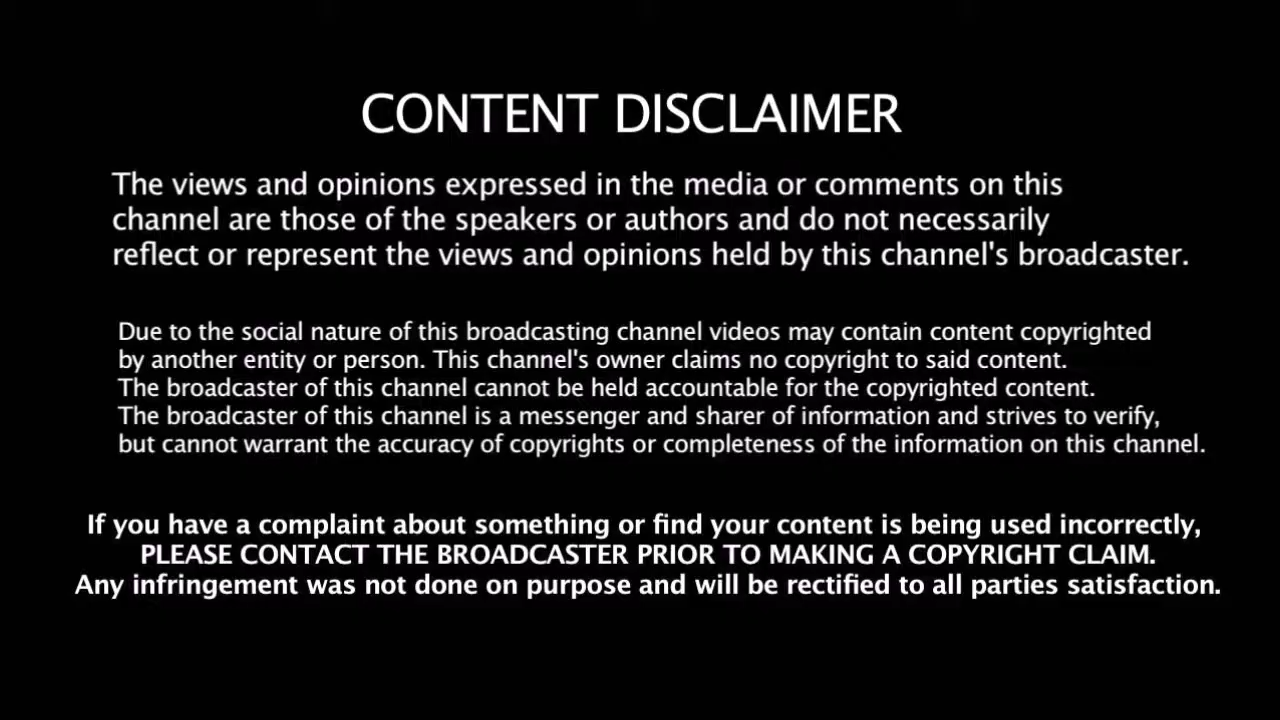 CONTENT DISCLAIMER
The views and opinions expressed in the media or comments on this
channel are those of the speakers or authors and do not necessarily
reflect or represent the views and opinions held by this channel's broadcaster.
Due to the social nature of this broadcasting channel videos may contain content copyrighted
by another entity or person. This channel's owner claims no copyright to said content.
The broadcaster of this channel cannot be held accountable for the copyrighted content.
The broadcaster of this channel is a messenger and sharer of information and strives to verify,
but cannot warrant the accuracy of copyrights or completeness of the information on this channel.
If you have a complaint about something or find your content is being used incorrectly,
PLEASE CONTACT THE BROADCASTER PRIOR TO MAKING A COPYRIGHT CLAIM.
Any infringement was not done on purpose and will be rectified to all parties satisfaction.